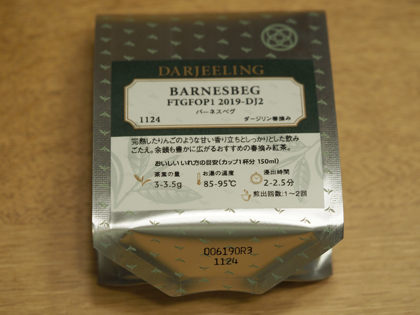 DARJEELING
BARNESBEG
FTGFOP1 2019-DJ2
バーネスベグ
1124 ダージリン春摘み
完熟したりんごのような甘い香り立ちとしっかりとした飲み
ごたえ。余韻も豊かに広がるおすすめの春摘み紅茶。
おいしいいれ方の目安(カップ1杯分 150ml)
茶葉の量 お湯の温度 浸出時間
3-3.5g 85-95℃ 2-2.5分
煎出回数:1~2回
006190R3
1124